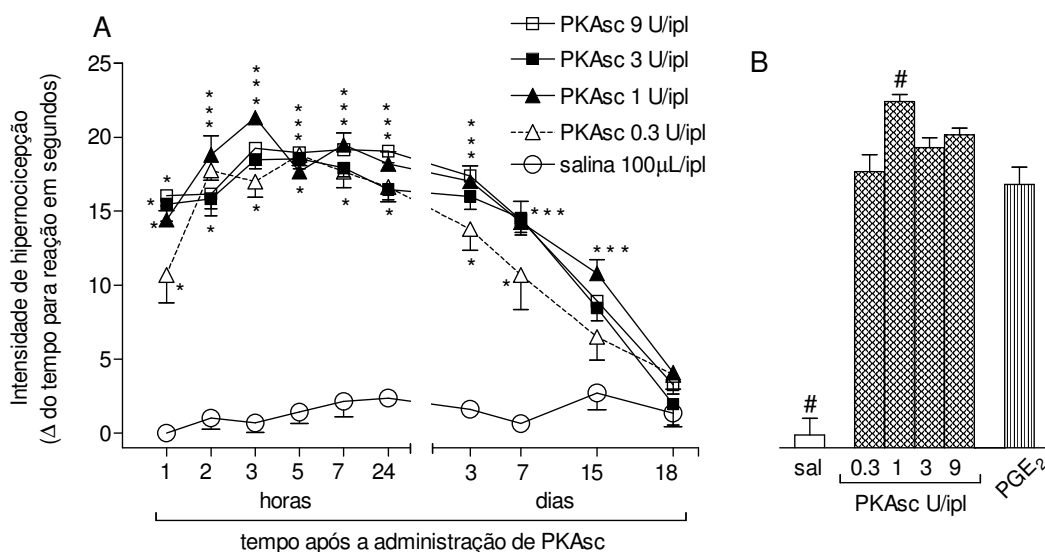 A
PKAsc 9 U/ipl
PKAsc 3 U/ipl
PKAsc 1 U/ipl
PKAsc 0.3 U/ipl
salina 100µL/ipl
Intensidade de hipernocicepção
(Δ do tempo para reação em segundos)
25
20
15
10
5
0
* * *
* * *
* * *
* * *
* * *
* * *
* * *
* * *
* * *
*
*
*
*
*
*
*
*
*
*
*
*
1 2 3 5 7 24 3 7 15 18
horas dias
tempo após a administração de PKAsc
B
#
#
sal 0.3 1 3 9 PGE₂
PKAsc U/ipl